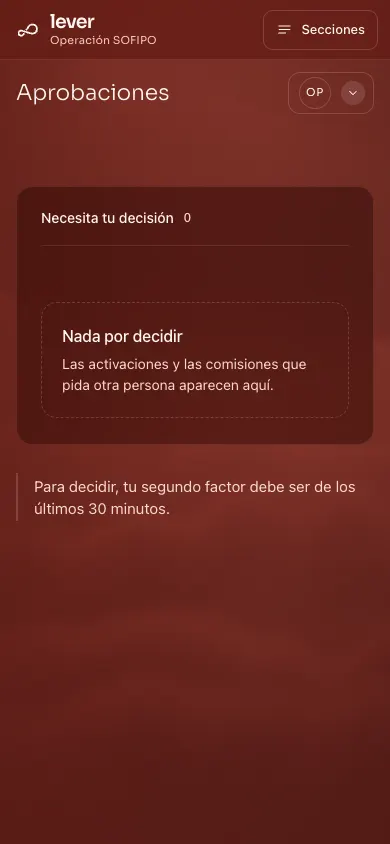 lever
Operación SOFIPO
Secciones
Aprobaciones
OP
Necesita tu decisión 0
Nada por decidir
Las activaciones y las comisiones que
pida otra persona aparecen aquí.
Para decidir, tu segundo factor debe ser de los
últimos 30 minutos.